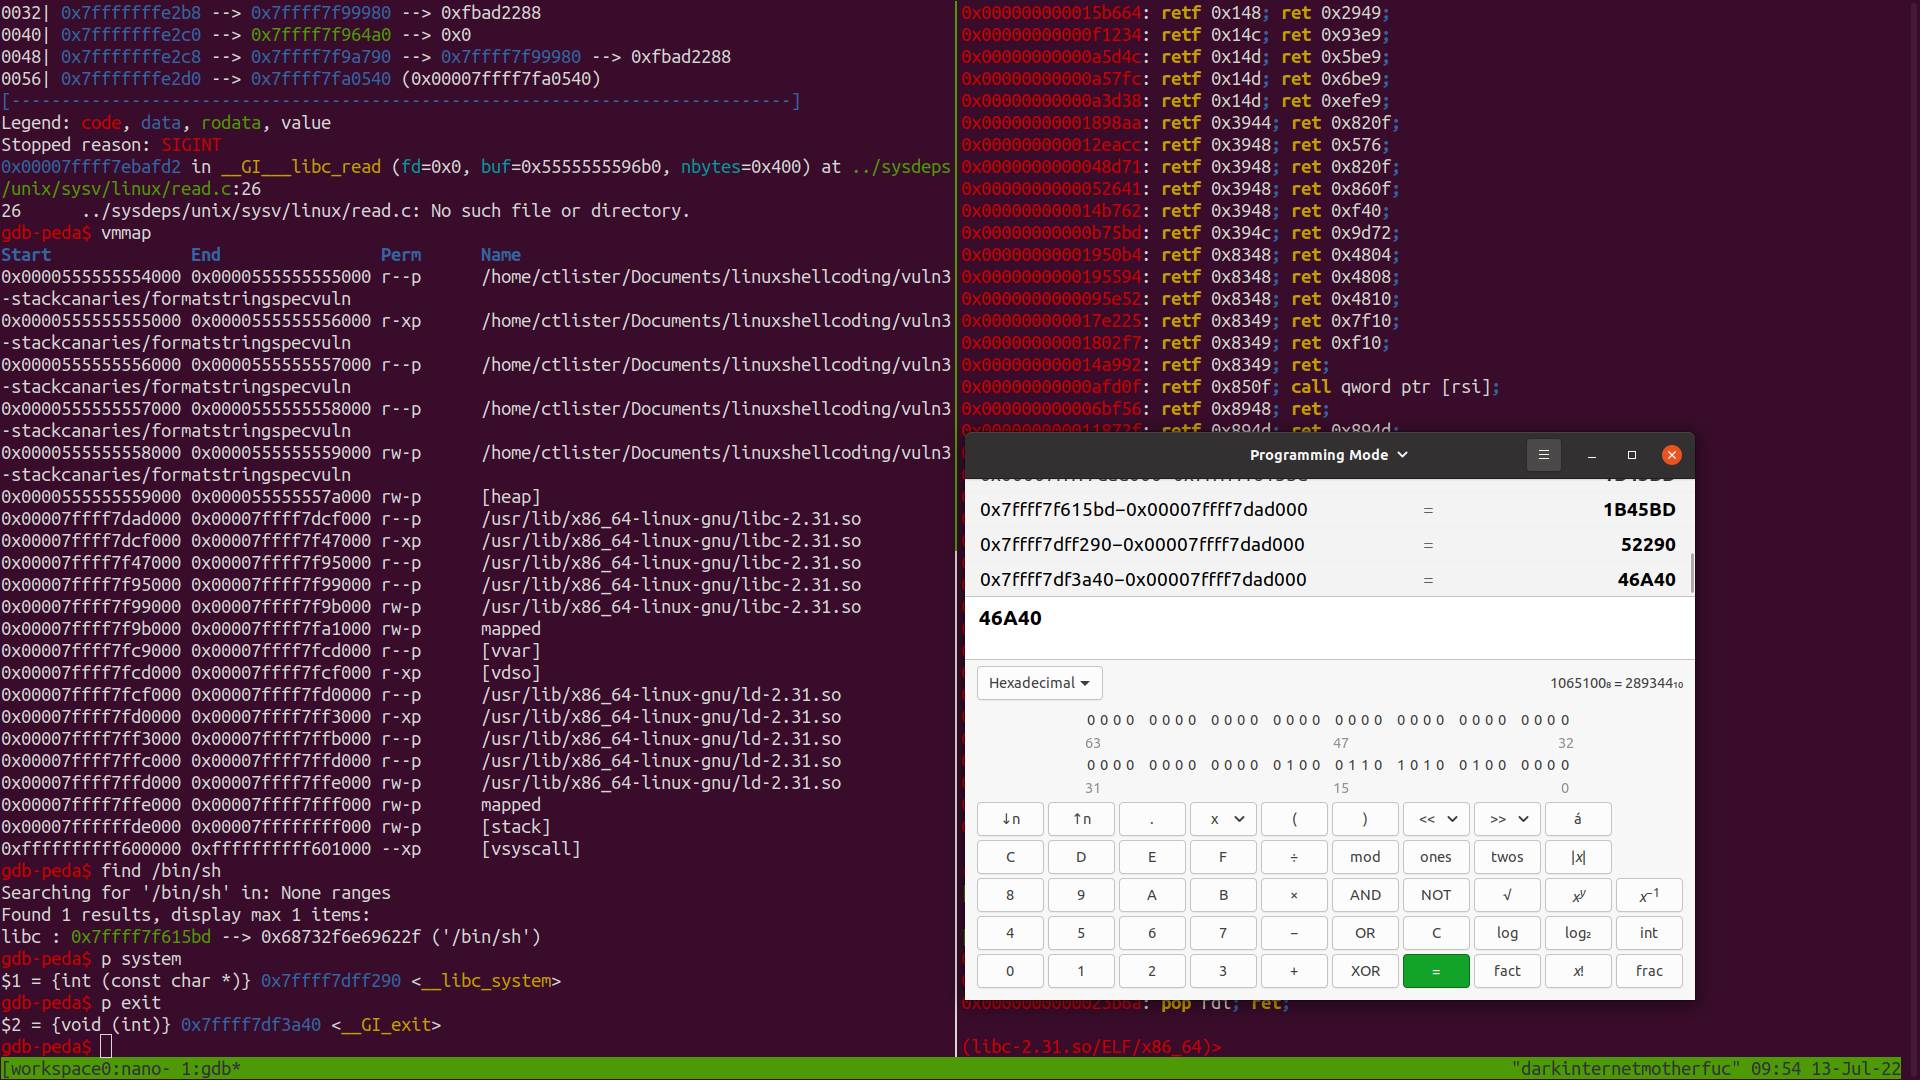 0032| 0x7fffffffe2b8 --> 0x7ffff7f99980 --> 0xfbad2288
0040| 0x7fffffffe2c0 --> 0x7ffff7f964a0 --> 0x0
0048| 0x7fffffffe2c8 --> 0x7ffff7f9a790 --> 0x7ffff7f99980 --> 0xfbad2288
0056| 0x7fffffffe2d0 --> 0x7ffff7fa0540 (0x00007ffff7fa0540)
[------------------------------------------------------------------------------]
Legend: code, data, rodata, value
Stopped reason: SIGINT
0x00007ffff7ebafd2 in __GI___libc_read (fd=0x0, buf=0x5555555596b0, nbytes=0x400) at ../sysdeps
/unix/sysv/linux/read.c:26
26      ../sysdeps/unix/sysv/linux/read.c: No such file or directory.
gdb-peda$ vmmap
Start              End                Perm      Name
0x0000555555554000 0x0000555555555000 r--p      /home/ctlister/Documents/linuxshellcoding/vuln3
-stackcanaries/formatstringspecvuln
0x0000555555555000 0x0000555555556000 r-xp      /home/ctlister/Documents/linuxshellcoding/vuln3
-stackcanaries/formatstringspecvuln
0x0000555555556000 0x0000555555557000 r--p      /home/ctlister/Documents/linuxshellcoding/vuln3
-stackcanaries/formatstringspecvuln
0x0000555555557000 0x0000555555558000 r--p      /home/ctlister/Documents/linuxshellcoding/vuln3
-stackcanaries/formatstringspecvuln
0x0000555555558000 0x0000555555559000 rw-p      /home/ctlister/Documents/linuxshellcoding/vuln3
-stackcanaries/formatstringspecvuln
0x0000555555559000 0x000055555557a000 rw-p      [heap]
0x00007ffff7dad000 0x00007ffff7dcf000 r--p      /usr/lib/x86_64-linux-gnu/libc-2.31.so
0x00007ffff7dcf000 0x00007ffff7f47000 r-xp      /usr/lib/x86_64-linux-gnu/libc-2.31.so
0x00007ffff7f47000 0x00007ffff7f95000 r--p      /usr/lib/x86_64-linux-gnu/libc-2.31.so
0x00007ffff7f95000 0x00007ffff7f99000 r--p      /usr/lib/x86_64-linux-gnu/libc-2.31.so
0x00007ffff7f99000 0x00007ffff7f9b000 rw-p      /usr/lib/x86_64-linux-gnu/libc-2.31.so
0x00007ffff7f9b000 0x00007ffff7fa1000 rw-p      mapped
0x00007ffff7fc9000 0x00007ffff7fcd000 r--p      [vvar]
0x00007ffff7fcd000 0x00007ffff7fcf000 r-xp      [vdso]
0x00007ffff7fcf000 0x00007ffff7fd0000 r--p      /usr/lib/x86_64-linux-gnu/ld-2.31.so
0x00007ffff7fd0000 0x00007ffff7ff3000 r-xp      /usr/lib/x86_64-linux-gnu/ld-2.31.so
0x00007ffff7ff3000 0x00007ffff7ffb000 r--p      /usr/lib/x86_64-linux-gnu/ld-2.31.so
0x00007ffff7ffc000 0x00007ffff7ffd000 r--p      /usr/lib/x86_64-linux-gnu/ld-2.31.so
0x00007ffff7ffd000 0x00007ffff7ffe000 rw-p      /usr/lib/x86_64-linux-gnu/ld-2.31.so
0x00007ffff7ffe000 0x00007ffff7fff000 rw-p      mapped
0x00007ffffffde000 0x00007ffffffff000 rw-p      [stack]
0xffffffffff600000 0xffffffffff601000 --xp      [vsyscall]
gdb-peda$ find /bin/sh
Searching for '/bin/sh' in: None ranges
Found 1 results, display max 1 items:
libc : 0x7ffff7f615bd --> 0x68732f6e69622f ('/bin/sh')
gdb-peda$ p system
$1 = {int (const char *)} 0x7ffff7dff290 <__libc_system>
gdb-peda$ p exit
$2 = {void (int)} 0x7ffff7df3a40 <__GI_exit>
gdb-peda$
0x000000000015b664: retf 0x148; ret 0x2949;
0x00000000000f1234: retf 0x14c; ret 0x93e9;
0x00000000000a5d4c: retf 0x14d; ret 0x5be9;
0x00000000000a57fc: retf 0x14d; ret 0x6be9;
0x00000000000a3d38: retf 0x14d; ret 0xefe9;
0x00000000001898aa: retf 0x3944; ret 0x820f;
0x000000000012eacc: retf 0x3948; ret 0x576;
0x0000000000048d71: retf 0x3948; ret 0x820f;
0x0000000000052641: retf 0x3948; ret 0x860f;
0x000000000014b762: retf 0x3948; ret 0xf40;
0x00000000000b75bd: retf 0x394c; ret 0x9d72;
0x00000000001950b4: retf 0x8348; ret 0x4804;
0x0000000000195594: retf 0x8348; ret 0x4808;
0x0000000000095e52: retf 0x8348; ret 0x4810;
0x000000000017e225: retf 0x8349; ret 0x7f10;
0x00000000001802f7: retf 0x8349; ret 0xf10;
0x000000000014a992: retf 0x8349; ret;
0x00000000000afd0f: retf 0x850f; call qword ptr [rsi];
0x000000000006bf56: retf 0x8948; ret;
0x000000000011872f: retf 0x894d; ret 0x894d;
Programming Mode
0x7ffff7f615bd−0x00007ffff7dad000 = 1B45BD
0x7ffff7dff290−0x00007ffff7dad000 = 52290
0x7ffff7df3a40−0x00007ffff7dad000 = 46A40
46A40
Hexadecimal 1065100₈ = 289344₁₀
0000 0000 0000 0000 0000 0000 0000 0000
63 47 32
0000 0000 0000 0100 0110 1010 0100 0000
31 15 0
↓n ↑n . x ( ) << >> á
C D E F ÷ mod ones twos |x|
8 9 A B × AND NOT √ xʸ x⁻¹
4 5 6 7 − OR C log log₂ int
0 1 2 3 + XOR = fact x! frac
0x0000000000023b6a: pop rdi; ret;
(libc-2.31.so/ELF/x86_64)>
[workspace0:nano- 1:gdb* "darkinternetmotherfuc" 09:54 13-Jul-22